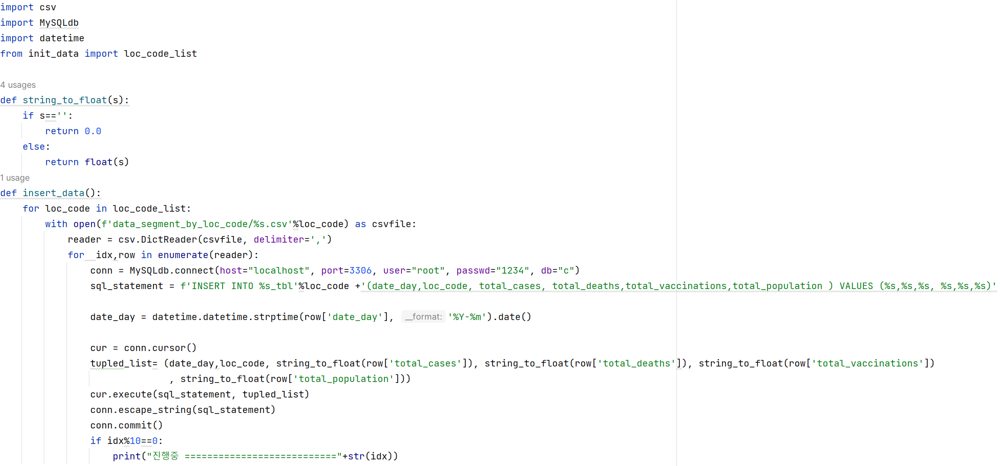 import csv
import MySQLdb
import datetime
from init_data import loc_code_list
4 usages
def string_to_float(s):
    if s=='':
        return 0.0
    else:
        return float(s)
1 usage
def insert_data():
    for loc_code in loc_code_list:
        with open(f'data_segment_by_loc_code/%s.csv'%loc_code) as csvfile:
            reader = csv.DictReader(csvfile, delimiter=',')
            for  idx,row in enumerate(reader):
                conn = MySQLdb.connect(host="localhost", port=3306, user="root", passwd="1234", db="c")
                sql_statement = f'INSERT INTO %s_tbl'%loc_code +'(date_day,loc_code, total_cases, total_deaths,total_vaccinations,total_population ) VALUES (%s,%s,%s, %s,%s,%s)'
                date_day = datetime.datetime.strptime(row['date_day'], __format: '%Y-%m').date()
                cur = conn.cursor()
                tupled_list= (date_day,loc_code, string_to_float(row['total_cases']), string_to_float(row['total_deaths']), string_to_float(row['total_vaccinations'])
                              , string_to_float(row['total_population']))
                cur.execute(sql_statement, tupled_list)
                conn.escape_string(sql_statement)
                conn.commit()
                if idx%10==0:
                    print("진행중 ==========================="+str(idx))